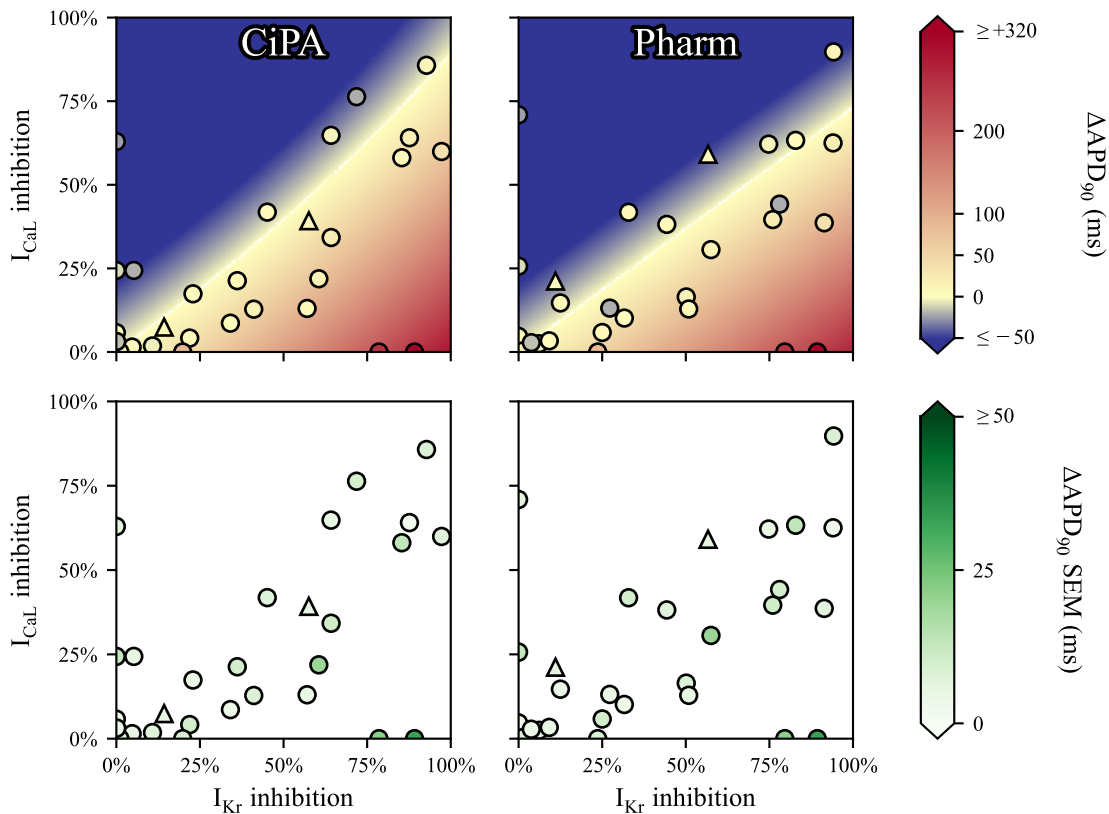 CiPA
Pharm
100%
75%
50%
25%
0%
I_CaL inhibition
≥+320
200
100
50
0
≤ −50
ΔAPD_90 (ms)
100%
75%
50%
25%
0%
I_CaL inhibition
0% 25% 50% 75% 100%
0% 25% 50% 75% 100%
I_Kr inhibition
I_Kr inhibition
≥50
25
0
ΔAPD_90 SEM (ms)